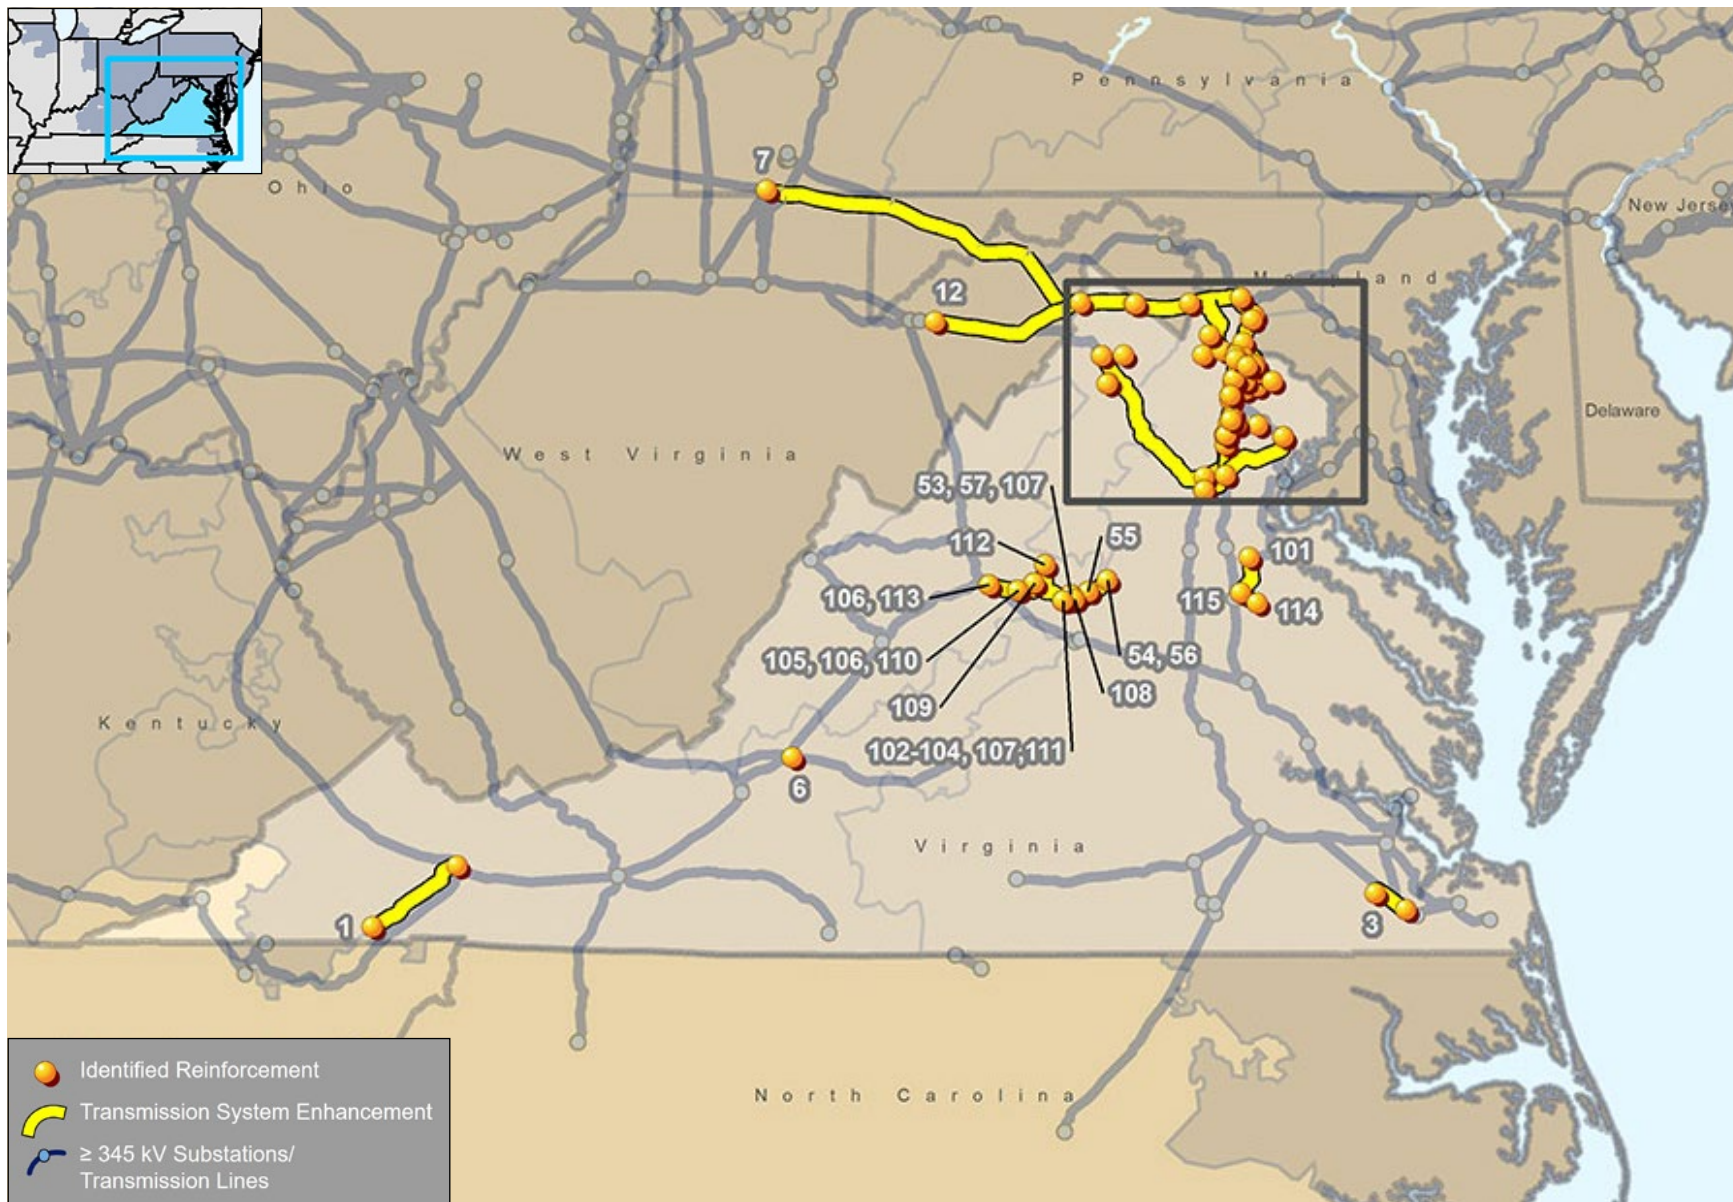 Pennsylvania
7
Ohio
New Jersey
Maryland
12
Delaware
West Virginia
53, 57, 107
112
55
101
106, 113
115
114
105, 106, 110
54, 56
108
109
Kentucky
102-104, 107,111
6
Virginia
1
3
Identified Reinforcement
Transmission System Enhancement
≥ 345 kV Substations/
Transmission Lines
North Carolina